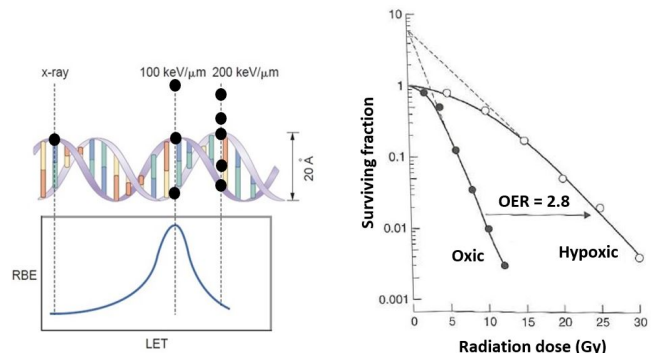 x-ray
100 keV/μm
200 keV/μm
20 Å
RBE
LET
Surviving fraction
1
0.1
0.01
0.001
OER = 2.8
Oxic
Hypoxic
0
5
10
15
20
25
30
Radiation dose (Gy)